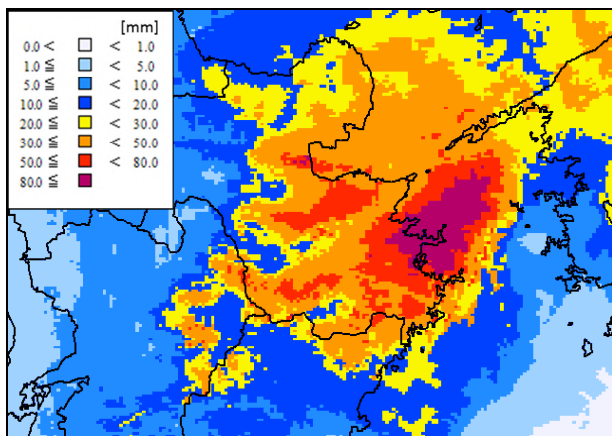 [mm]
0.0 < < 1.0
1.0 ≦ < 5.0
5.0 ≦ < 10.0
10.0 ≦ < 20.0
20.0 ≦ < 30.0
30.0 ≦ < 50.0
50.0 ≦ < 80.0
80.0 ≦